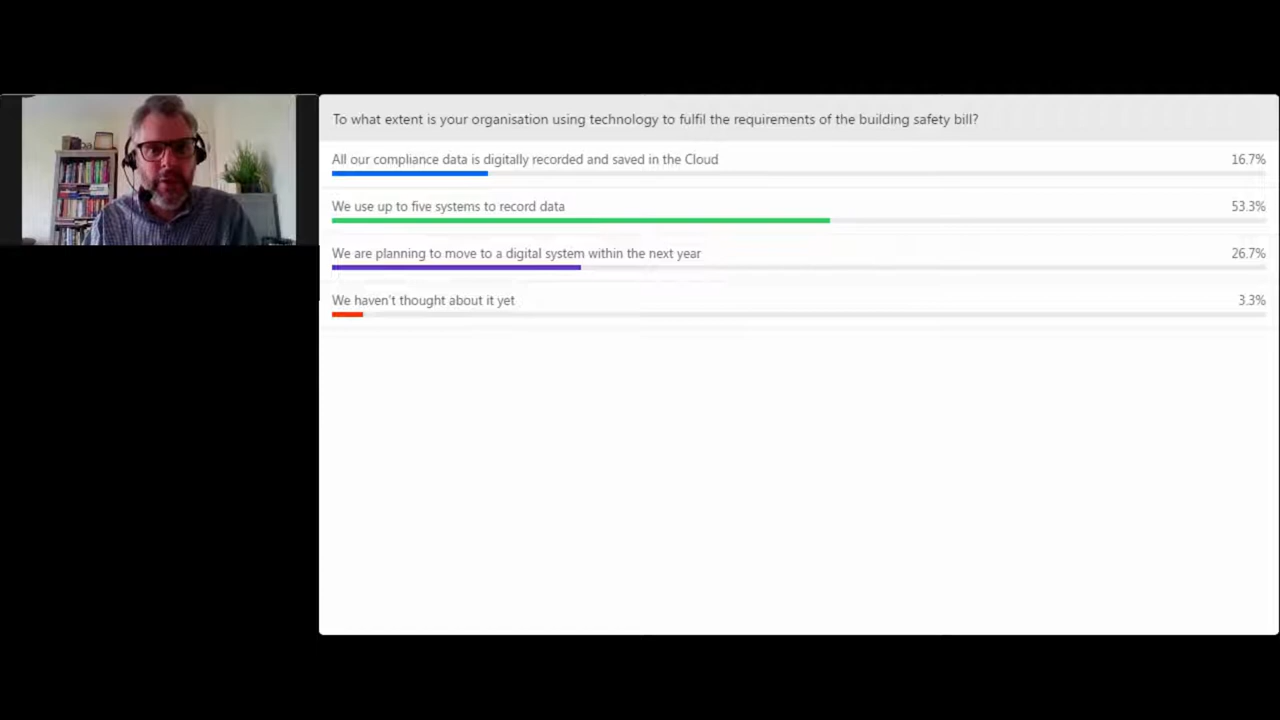 To what extent is your organisation using technology to fulfil the requirements of the building safety bill?
All our compliance data is digitally recorded and saved in the Cloud 16.7%
We use up to five systems to record data 53.3%
We are planning to move to a digital system within the next year 26.7%
We haven't thought about it yet 3.3%